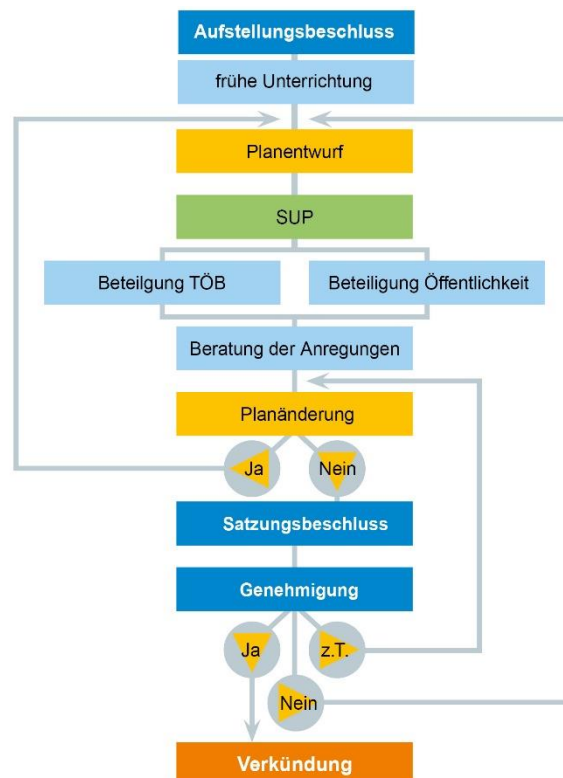 Aufstellungsbeschluss
frühe Unterrichtung
Planentwurf
SUP
Beteilgung TÖB
Beteiligung Öffentlichkeit
Beratung der Anregungen
Planänderung
Ja
Nein
Satzungsbeschluss
Genehmigung
Ja
z.T.
Nein
Verkündung